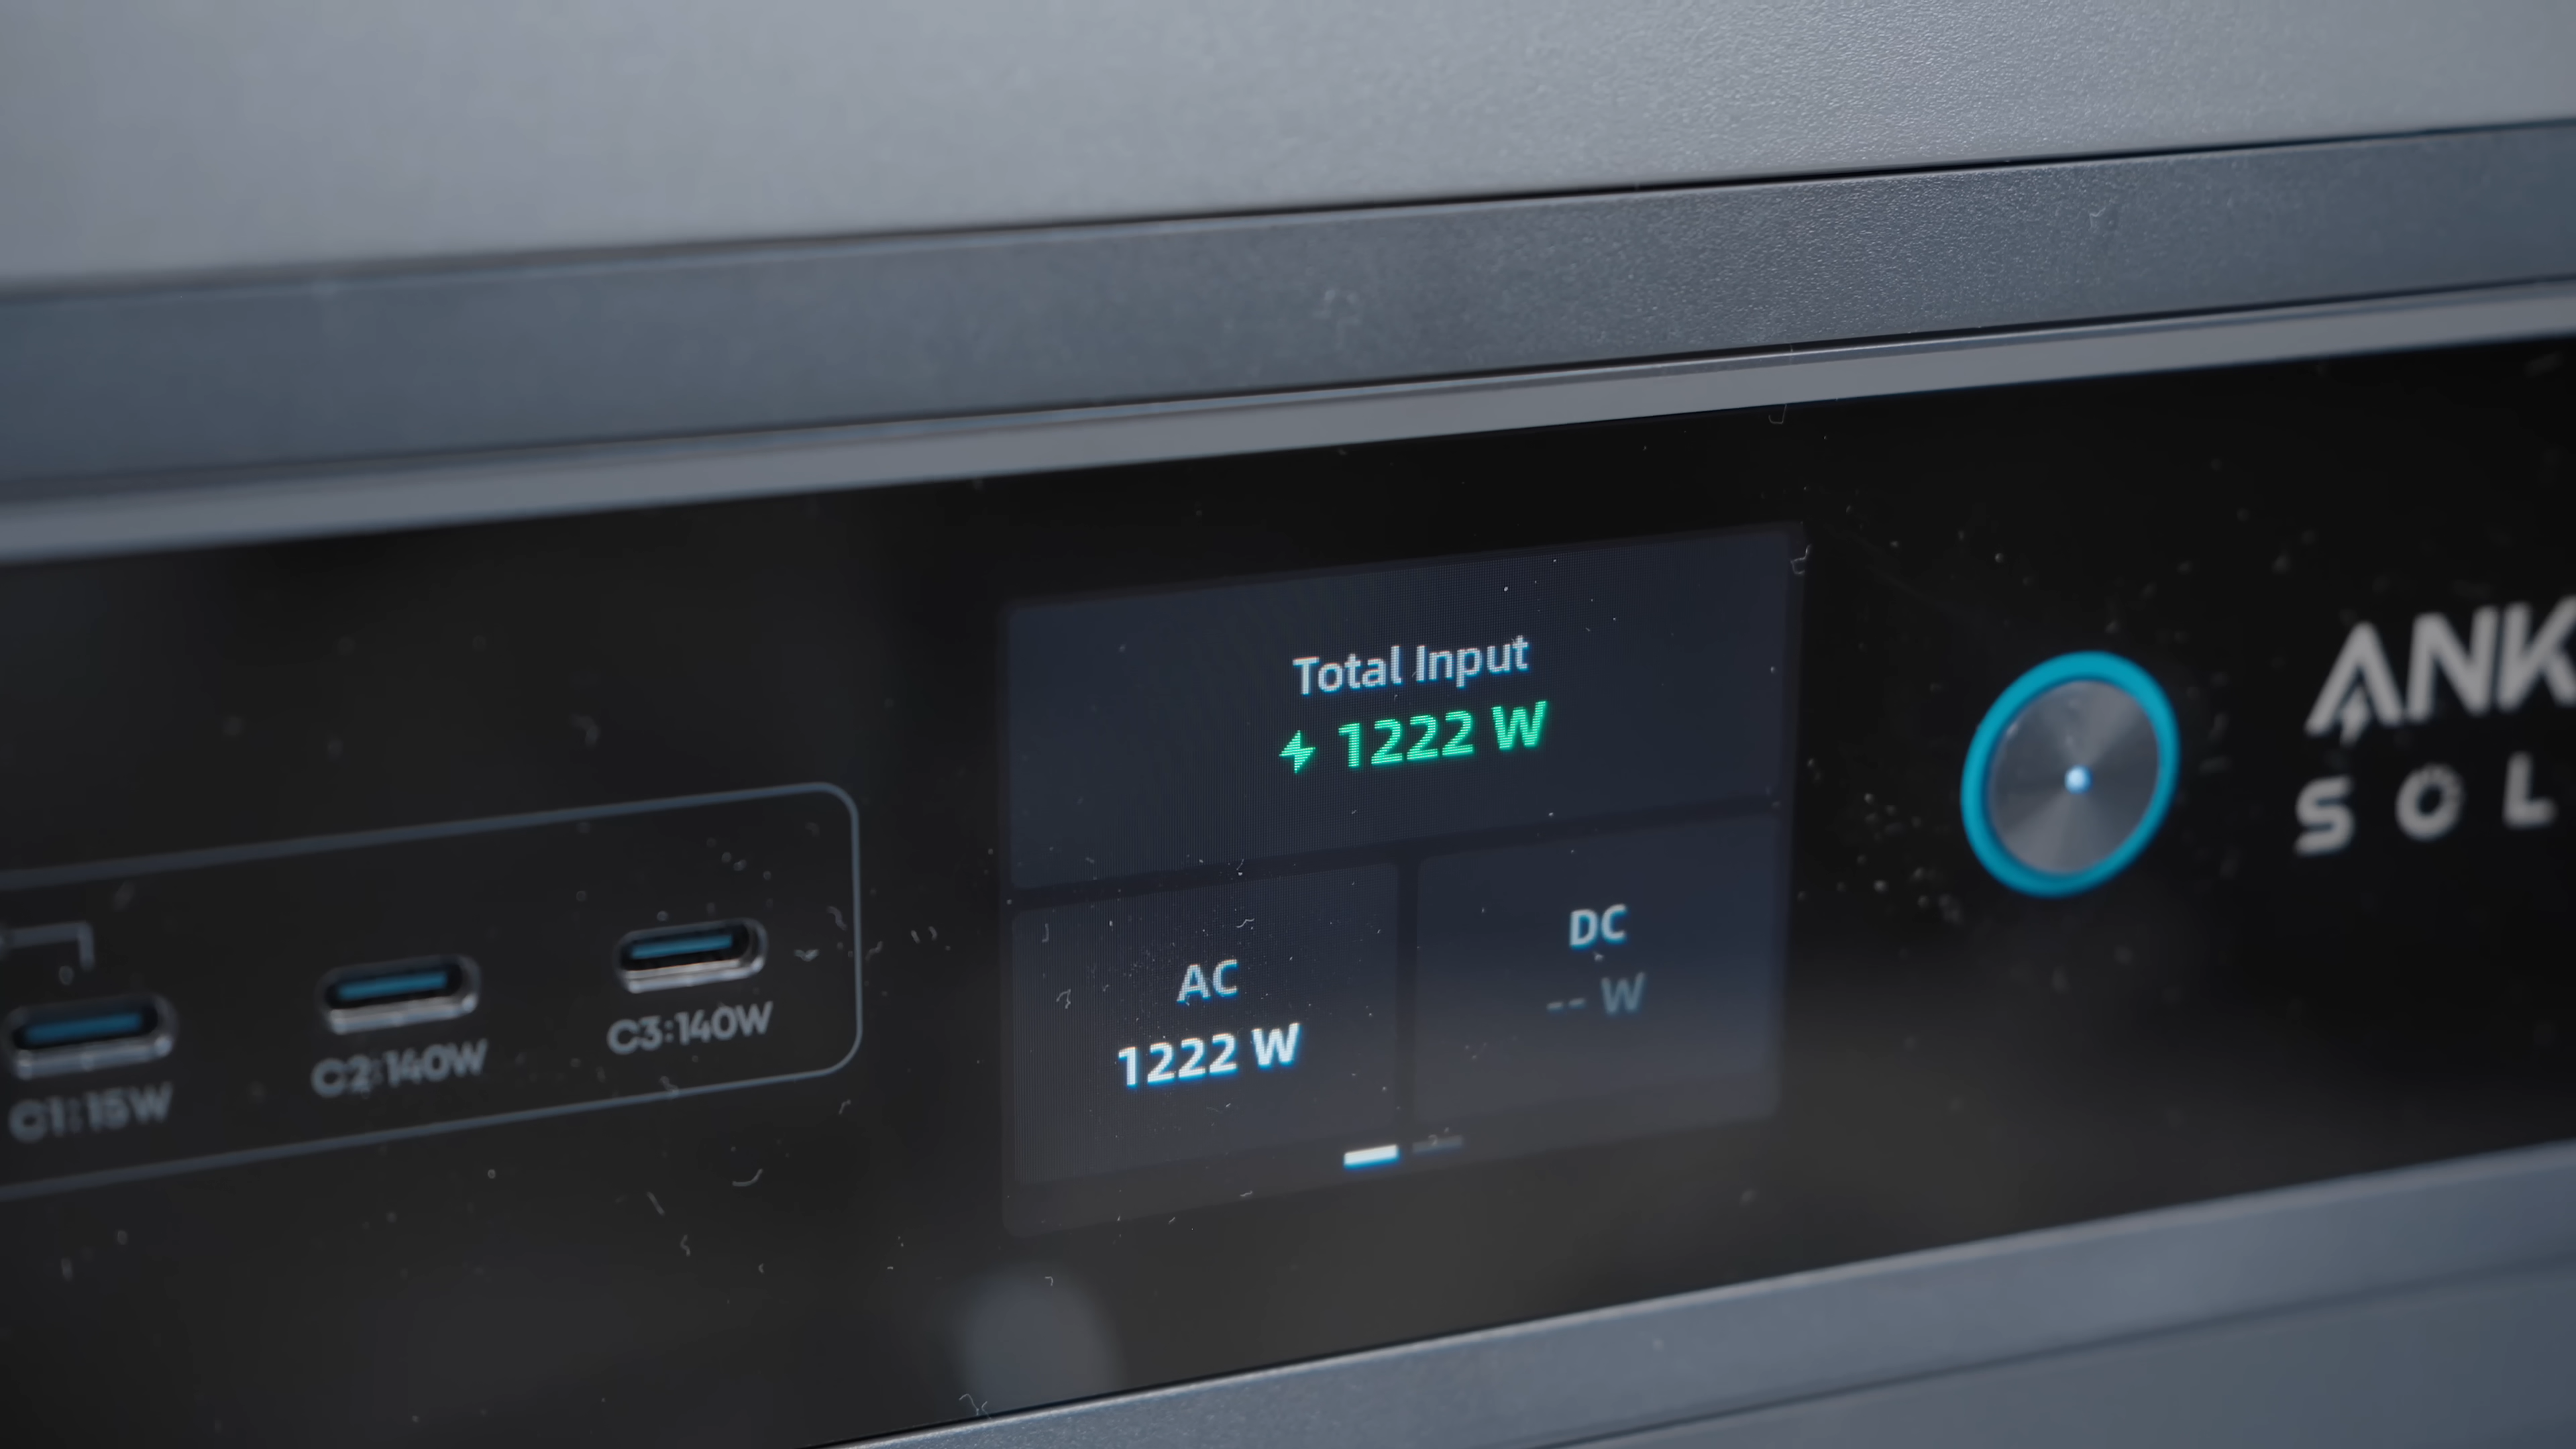 Total Input
1222 W
AC
1222 W
DC
-- W
C1:15W
C2:140W
C3:140W
ANK
SOL